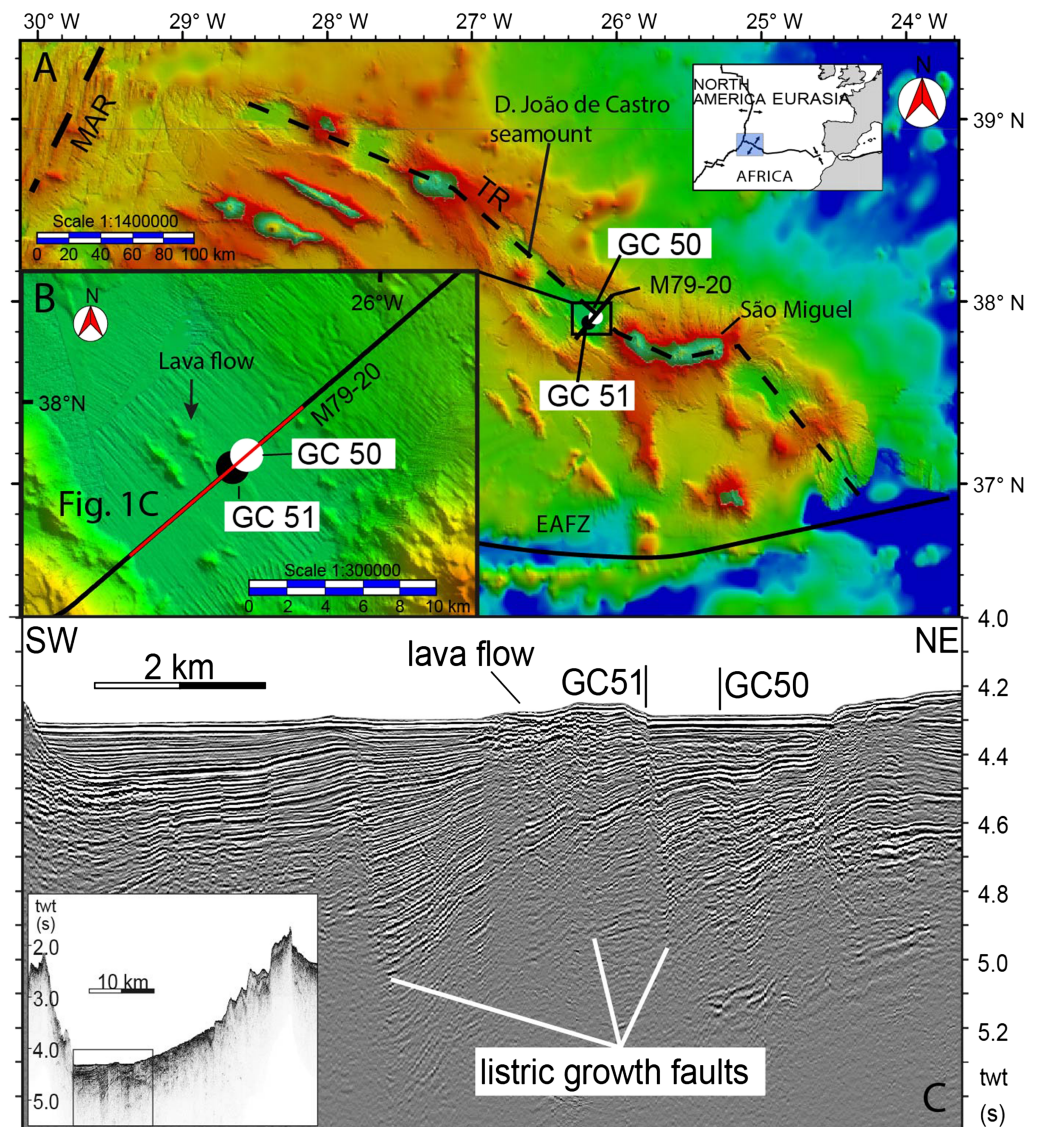 30° W 29° W 28° W 27° W 26° W 25° W 24° W
A
MAR
D. João de Castro
seamount
NORTH
AMERICA EURASIA
AFRICA
N
39° N
TR
Scale 1:1400000
0 20 40 60 80 100 km
GC 50
M79-20
38° N
São Miguel
GC 51
37° N
EAFZ
B
N
26°W
Lava flow
38°N
M79-20
GC 50
GC 51
Fig. 1C
Scale 1:300000
0 2 4 6 8 10 km
SW
NE
4.0
2 km
lava flow
GC51
GC50
4.2
4.4
4.6
4.8
5.0
5.2
twt
(s)
listric growth faults
C
twt
(s)
2.0
10 km
3.0
4.0
5.0